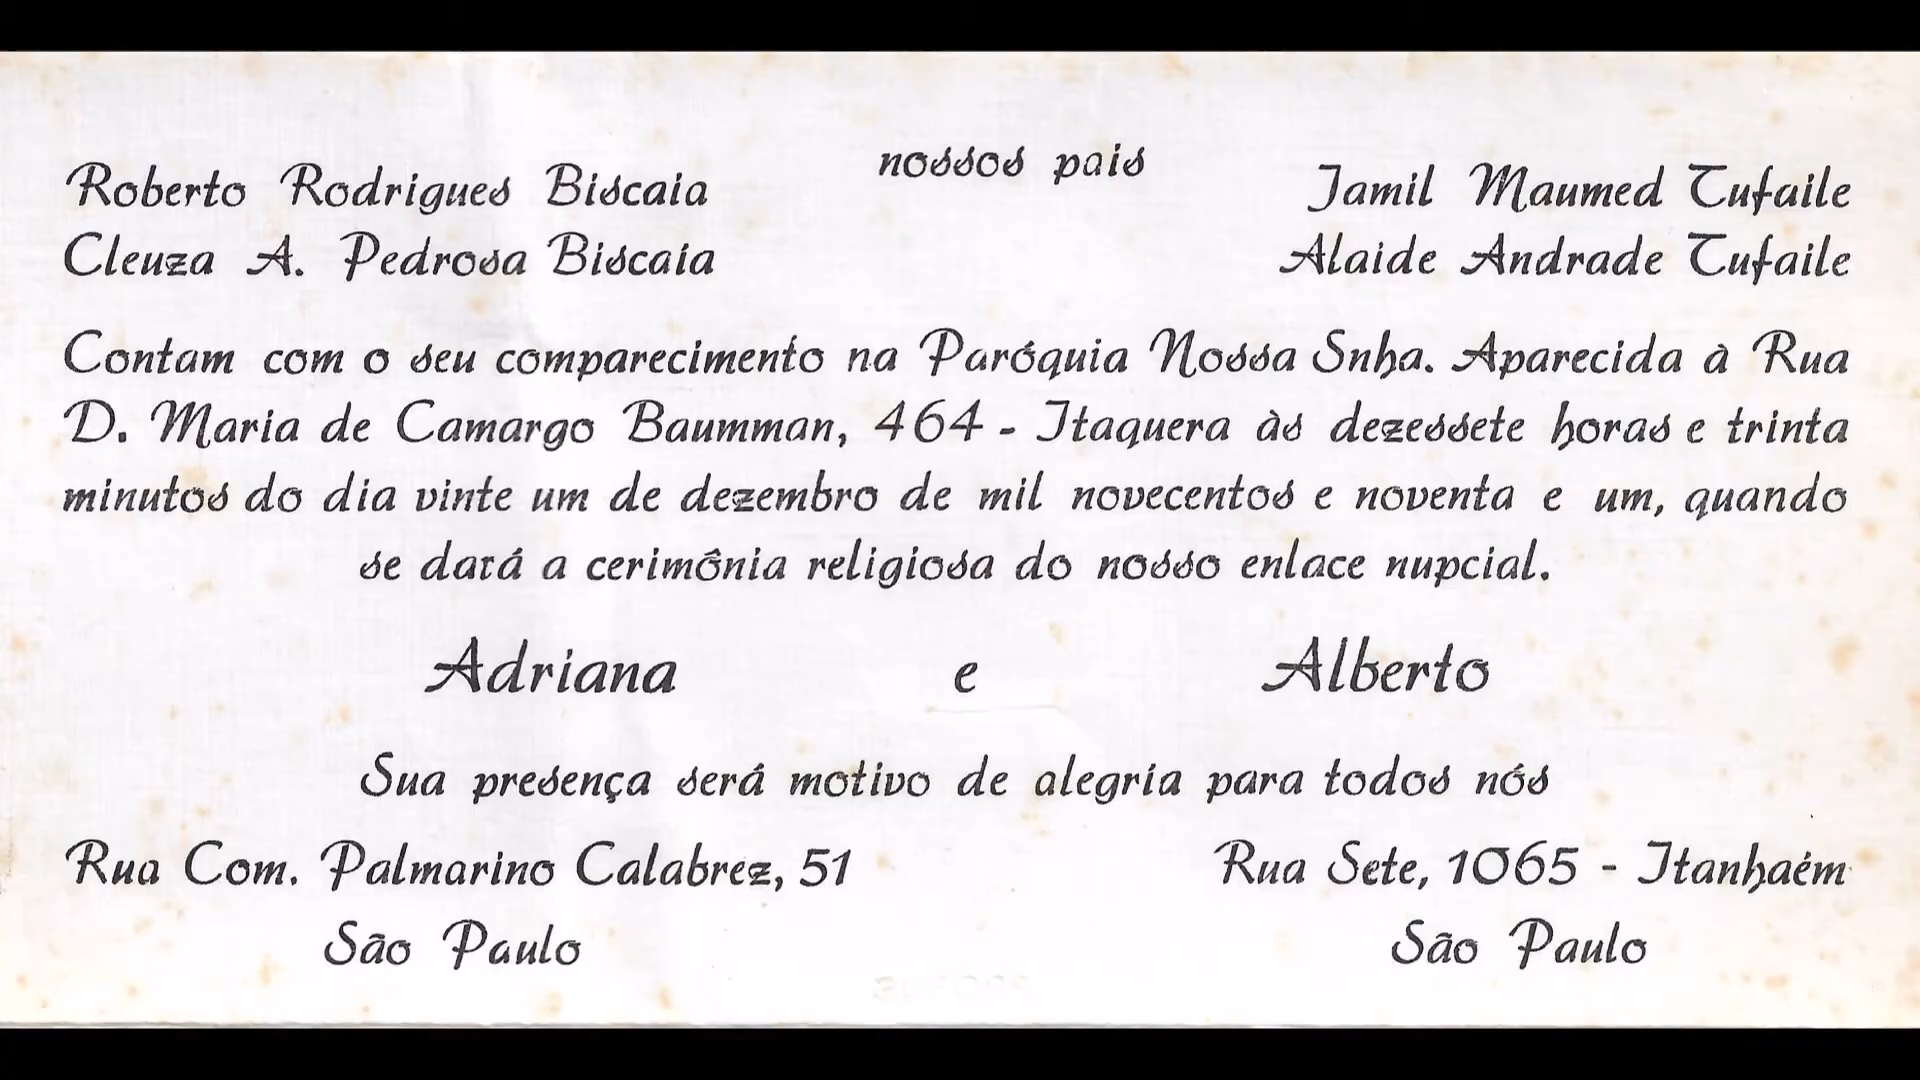 nossos pais
Roberto Rodrigues Biscaia
Cleuza A. Pedrosa Biscaia
Jamil Maumed Tufaile
Alaide Andrade Tufaile
Contam com o seu comparecimento na Paróquia Nossa Snha. Aparecida à Rua
D. Maria de Camargo Baumman, 464 - Itaquera às dezessete horas e trinta
minutos do dia vinte um de dezembro de mil novecentos e noventa e um, quando
se dará a cerimônia religiosa do nosso enlace nupcial.
Adriana e Alberto
Sua presença será motivo de alegria para todos nós
Rua Com. Palmarino Calabrez, 51
São Paulo
Rua Sete, 1065 - Itanhaém
São Paulo